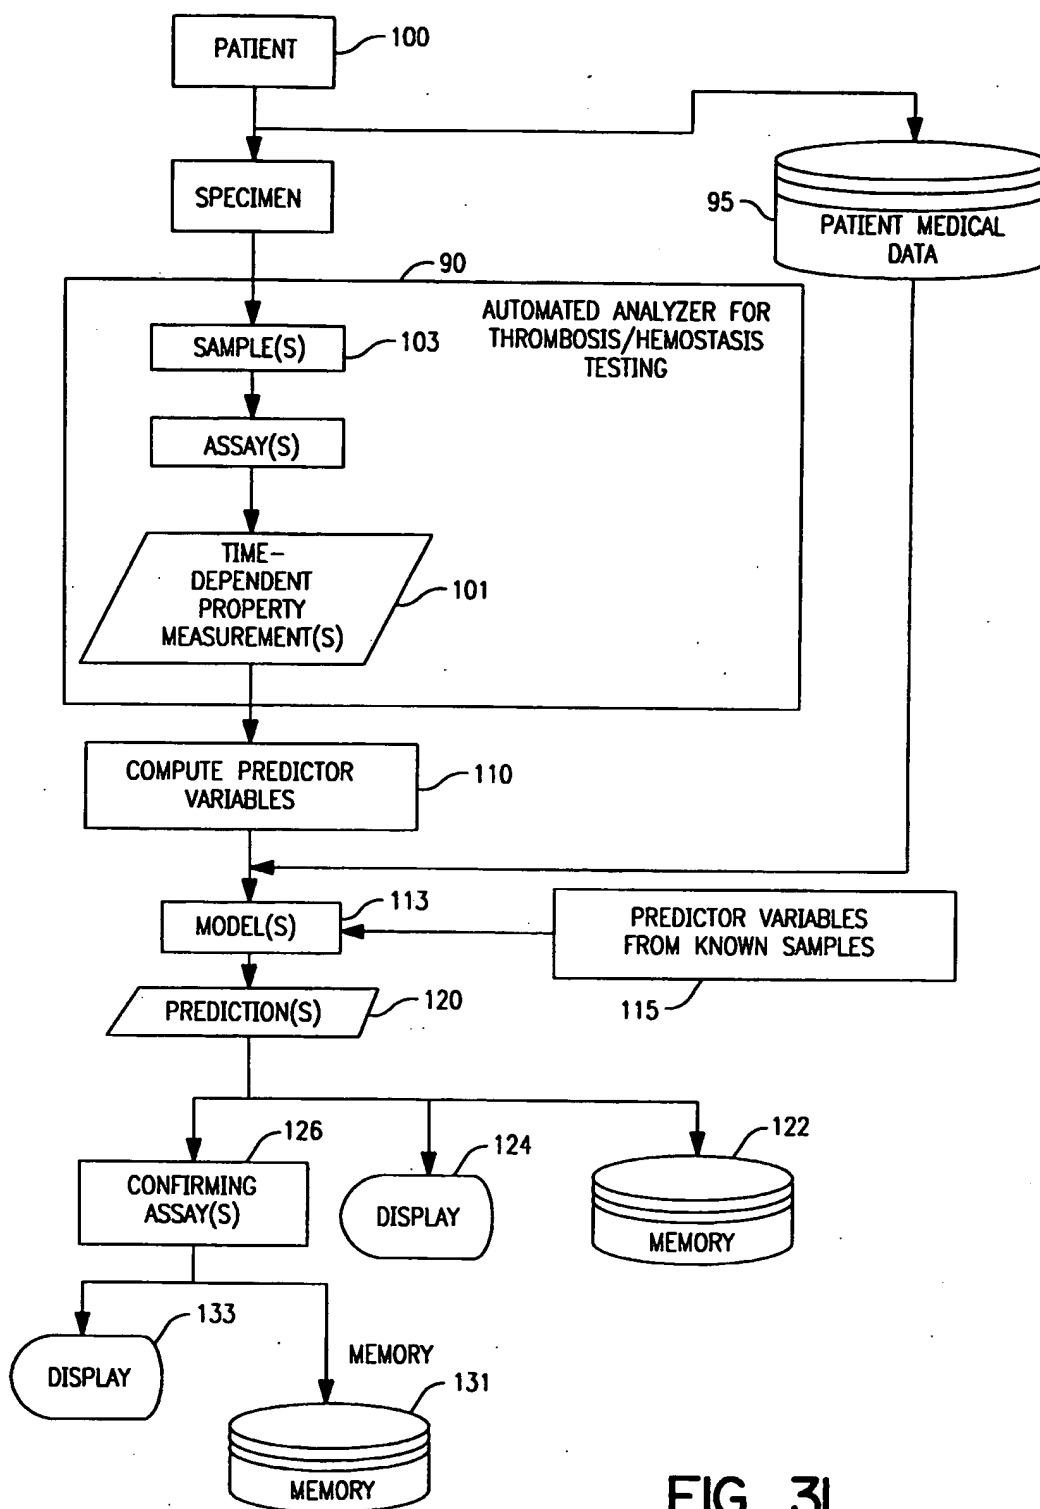 PATIENT
100
SPECIMEN
95
PATIENT MEDICAL
DATA
90
AUTOMATED ANALYZER FOR
THROMBOSIS/HEMOSTASIS
TESTING
SAMPLE(S)
103
ASSAY(S)
TIME-
DEPENDENT
PROPERTY
MEASUREMENT(S)
101
COMPUTE PREDICTOR
VARIABLES
110
MODEL(S)
113
PREDICTOR VARIABLES
FROM KNOWN SAMPLES
115
PREDICTION(S)
120
126
CONFIRMING
ASSAY(S)
124
DISPLAY
122
MEMORY
133
DISPLAY
MEMORY
131
MEMORY
FIG. 31